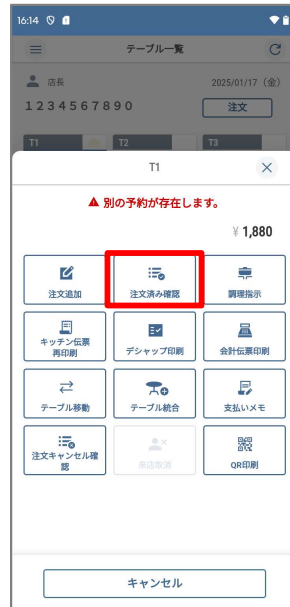 16:14
テーブル一覧
店長
2025/01/17（金）
1234567890
注文
T1
T2
T3
T1
別の予約が存在します。
¥ 1,880
注文追加
注文済み確認
調理指示
キッチン伝票
再印刷
デシャップ印刷
会計伝票印刷
テーブル移動
テーブル統合
支払いメモ
注文キャンセル確
認
来店取消
QR印刷
キャンセル